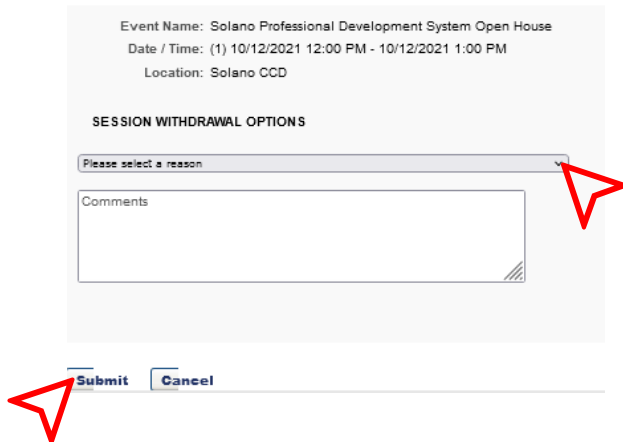 Event Name: Solano Professional Development System Open House
Date / Time: (1) 10/12/2021 12:00 PM - 10/12/2021 1:00 PM
Location: Solano CCD
SESSION WITHDRAWAL OPTIONS
Please select a reason
Comments
Submit Cancel